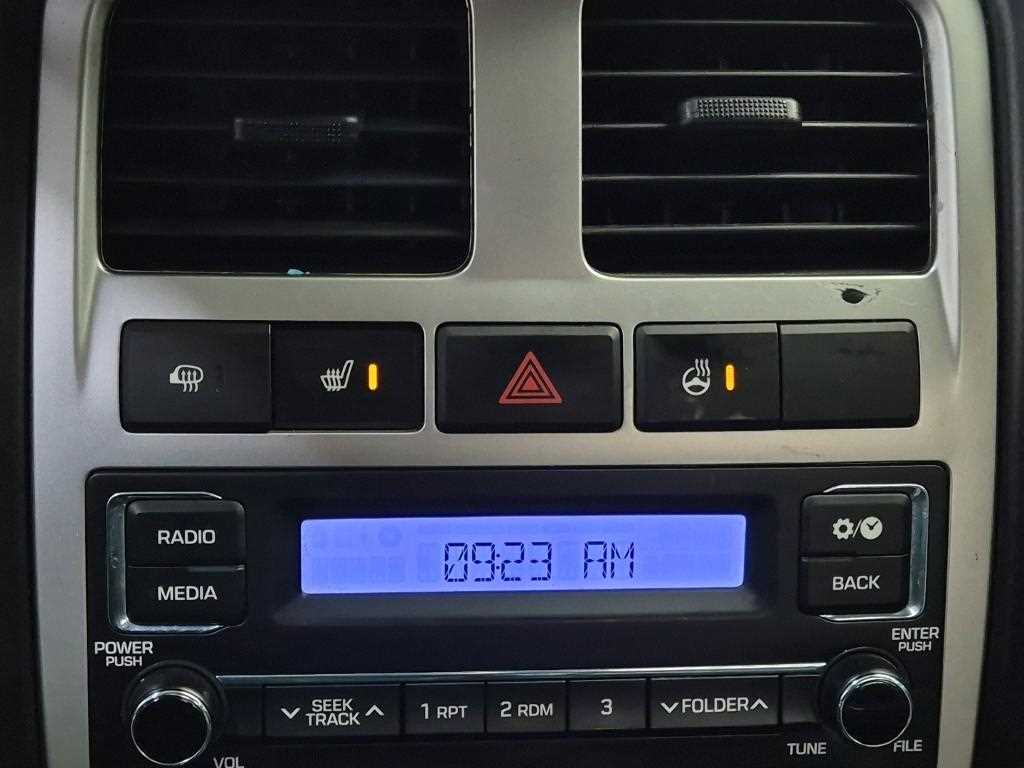 RADIO
09:23 AM
MEDIA
BACK
POWER
PUSH
ENTER
PUSH
SEEK
TRACK
1 RPT
2 RDM
3
FOLDER
VOL
TUNE
FILE